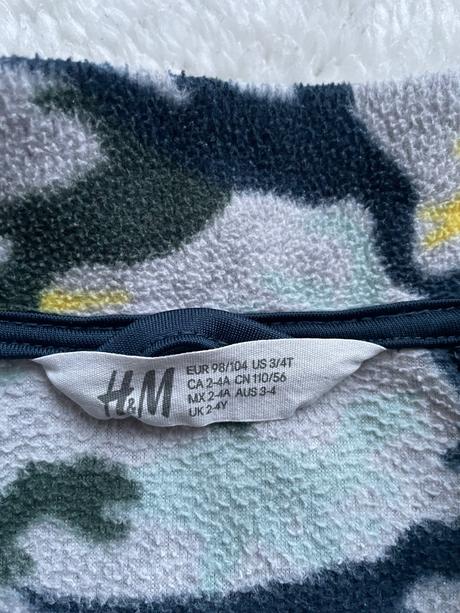 H&M
EUR 98/104 US 3/4T
CA 2-4A CN 110/56
MX 2-4A AUS 3-4
UK 2-4Y